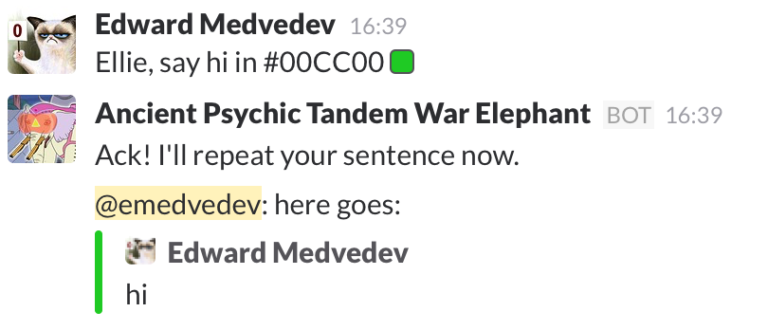 0
Edward Medvedev 16:39
Ellie, say hi in #00CC00
Ancient Psychic Tandem War Elephant BOT 16:39
Ack! I'll repeat your sentence now.
@emedvedev: here goes:
Edward Medvedev
hi